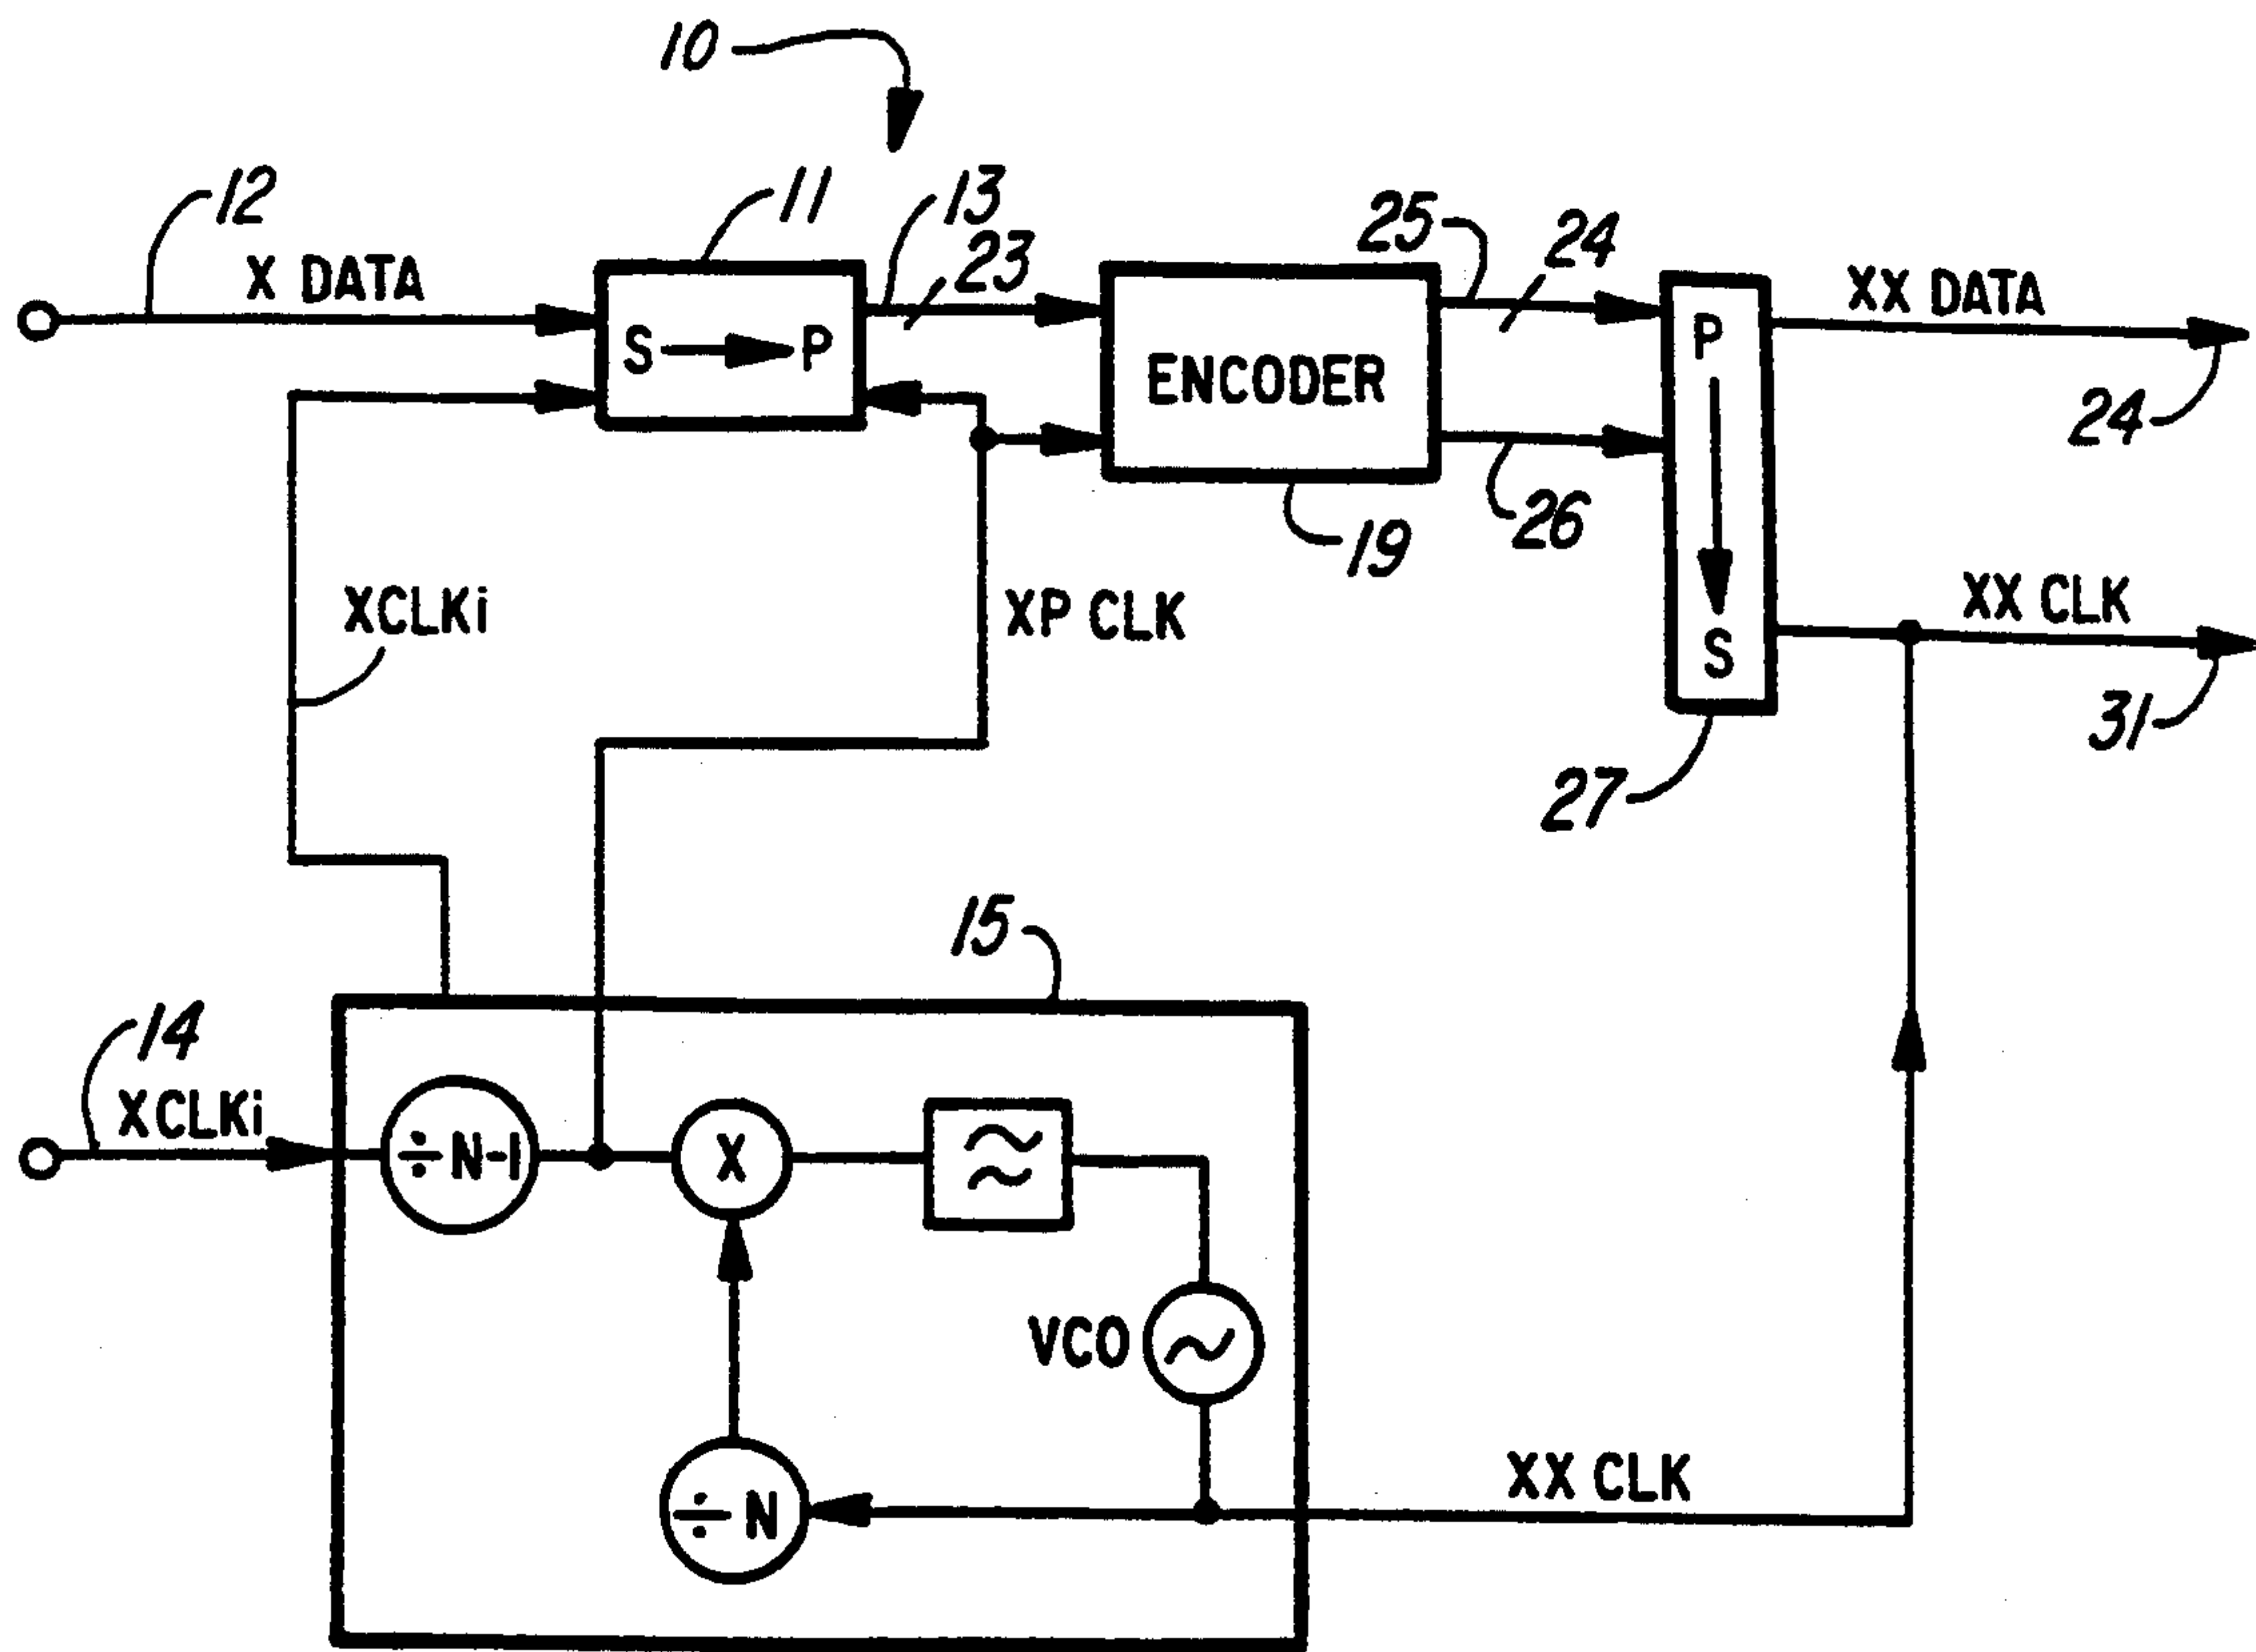 10
12
11
13
23
25
24
X DATA
S P
ENCODER
P
S
XX DATA
24
26
19
XCLKi
XP CLK
XX CLK
31
27
15
14
XCLKi
÷N-1
X
VCO
÷N
XX CLK